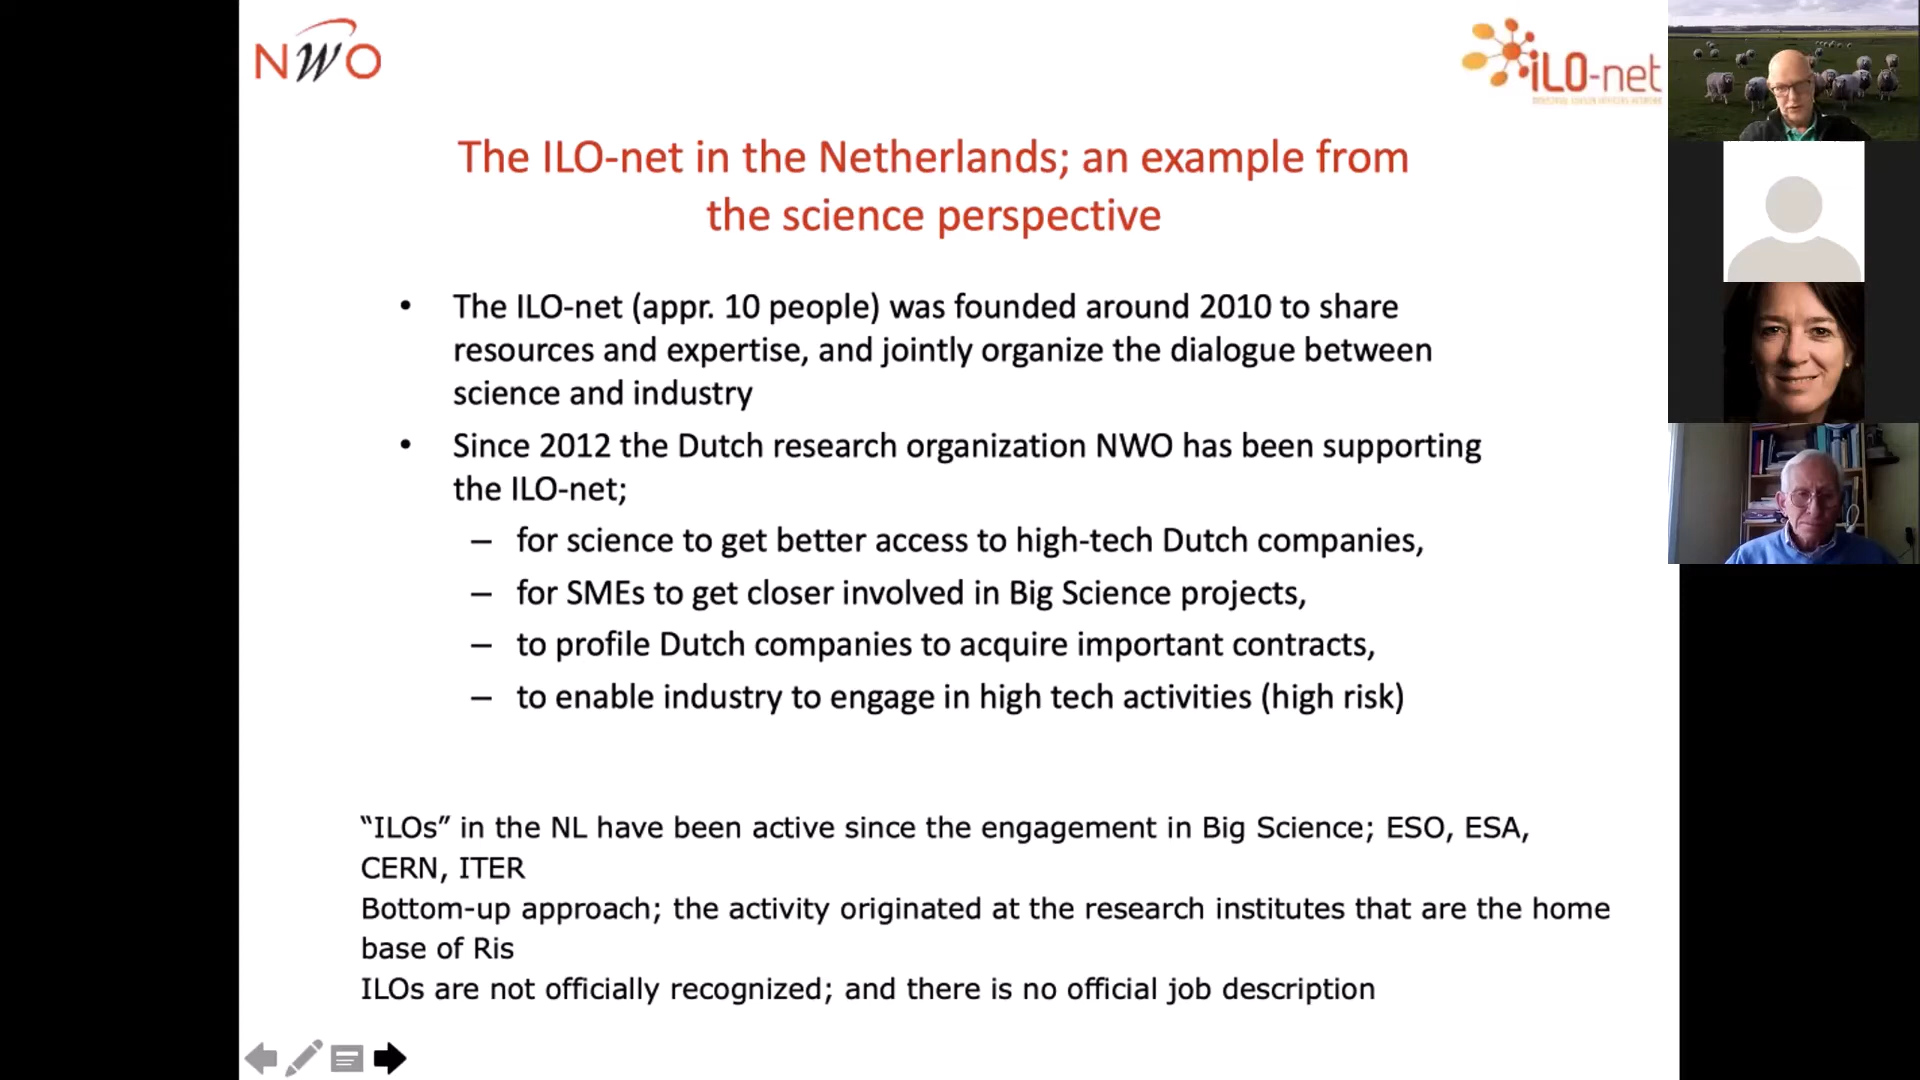 NWO
iLO-net
The ILO-net in the Netherlands; an example from
the science perspective
• The ILO-net (appr. 10 people) was founded around 2010 to share
resources and expertise, and jointly organize the dialogue between
science and industry
• Since 2012 the Dutch research organization NWO has been supporting
the ILO-net;
– for science to get better access to high-tech Dutch companies,
– for SMEs to get closer involved in Big Science projects,
– to profile Dutch companies to acquire important contracts,
– to enable industry to engage in high tech activities (high risk)
“ILOs” in the NL have been active since the engagement in Big Science; ESO, ESA,
CERN, ITER
Bottom-up approach; the activity originated at the research institutes that are the home
base of Ris
ILOs are not officially recognized; and there is no official job description